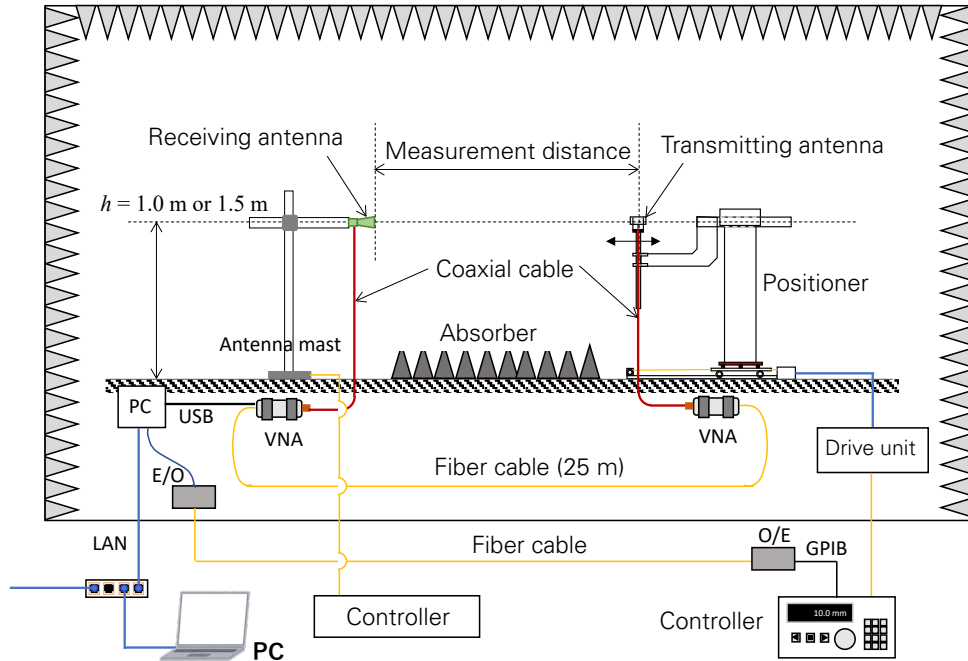 Receiving antenna
Measurement distance
Transmitting antenna
h = 1.0 m or 1.5 m
Coaxial cable
Positioner
Absorber
Antenna mast
PC
USB
VNA
VNA
E/O
Fiber cable (25 m)
Drive unit
LAN
Fiber cable
O/E
GPIB
Controller
Controller
10.0 mm
PC